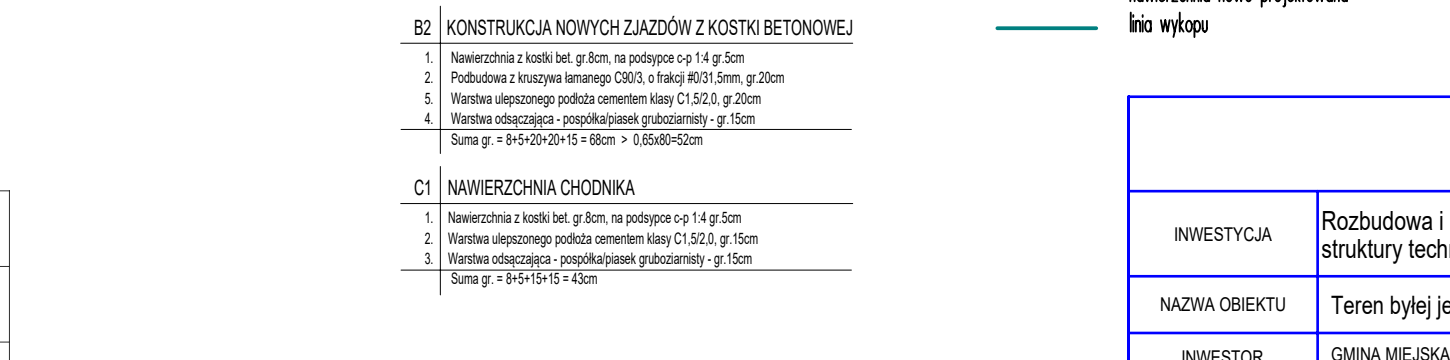 B2 KONSTRUKCJA NOWYCH ZJAZDÓW Z KOSTKI BETONOWEJ
1. Nawierzchnia z kostki bet. gr.8cm, na podsypce c-p 1:4 gr.5cm
2. Podbudowa z kruszywa łamanego C90/3, o frakcji #0/31,5mm, gr.20cm
5. Warstwa ulepszonego podłoża cementem klasy C1,5/2,0, gr.20cm
4. Warstwa odsączająca - pospółka/piasek gruboziarnisty - gr.15cm
Suma gr. = 8+5+20+20+15 = 68cm > 0,65x80=52cm
C1 NAWIERZCHNIA CHODNIKA
1. Nawierzchnia z kostki bet. gr.8cm, na podsypce c-p 1:4 gr.5cm
2. Warstwa ulepszonego podłoża cementem klasy C1,5/2,0, gr.15cm
3. Warstwa odsączająca - pospółka/piasek gruboziarnisty - gr.15cm
Suma gr. = 8+5+15+15 = 43cm
linia wykopu
INWESTYCJA Rozbudowa i
struktury tech
NAZWA OBIEKTU Teren byłej je
INWESTOR GMINA MIEJSKA